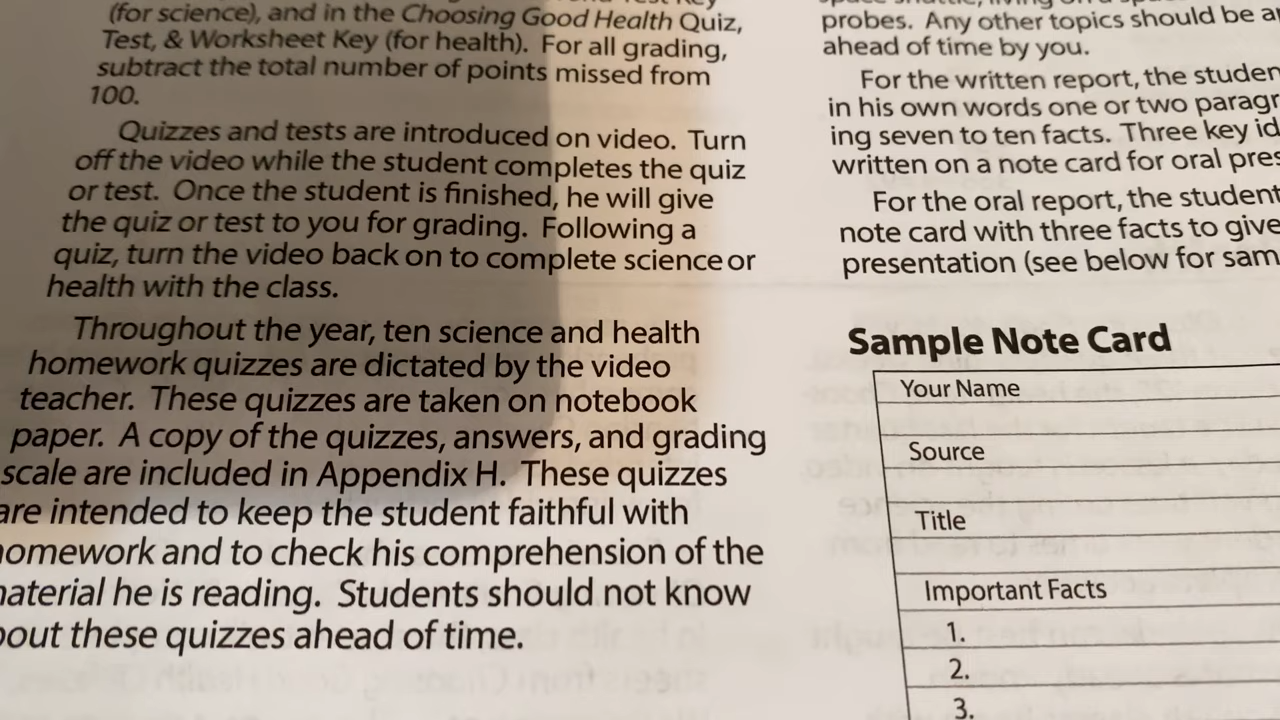 (for science), and in the Choosing Good Health Quiz,
Test, & Worksheet Key (for health). For all grading,
subtract the total number of points missed from
100.
Quizzes and tests are introduced on video. Turn
off the video while the student completes the quiz
or test. Once the student is finished, he will give
the quiz or test to you for grading. Following a
quiz, turn the video back on to complete science or
health with the class.
Throughout the year, ten science and health
homework quizzes are dictated by the video
teacher. These quizzes are taken on notebook
paper. A copy of the quizzes, answers, and grading
scale are included in Appendix H. These quizzes
are intended to keep the student faithful with
homework and to check his comprehension of the
material he is reading. Students should not know
bout these quizzes ahead of time.
probes. Any other topics should be
ahead of time by you.
For the written report, the studen
in his own words one or two paragr
ing seven to ten facts. Three key id
written on a note card for oral pres
For the oral report, the student
note card with three facts to give
presentation (see below for sam
Sample Note Card
Your Name
Source
Title
Important Facts
1.
2.
3.